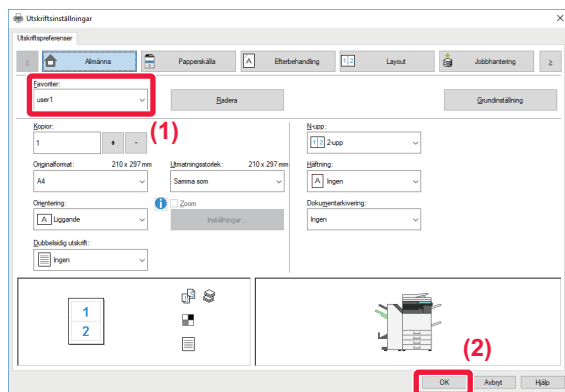 Utskriftsinställningar
Utskriftspreferenser
Allmänna
Papperskälla
Efterbehandling
Layout
Jobbhantering
Favoriter:
user1
Radera
Grundinställning
(1)
Kopior:
1
+ -
N-upp:
2-upp
Originalformat: 210 x 297 mm
A4
Utmatningsstorlek: 210 x 297 mm
Samma som
Häftning:
Ingen
Orientering:
Liggande
Zoom
Inställningar...
Dokumentarkivering:
Ingen
Dubbelsidig utskrift:
Ingen
1
2
(2)
OK
Avbryt
Hjälp